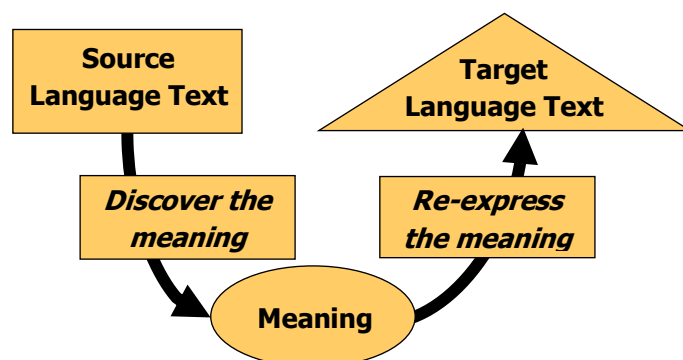 Source
Language Text
Discover the
meaning
Meaning
Re-express
the meaning
Target
Language Text